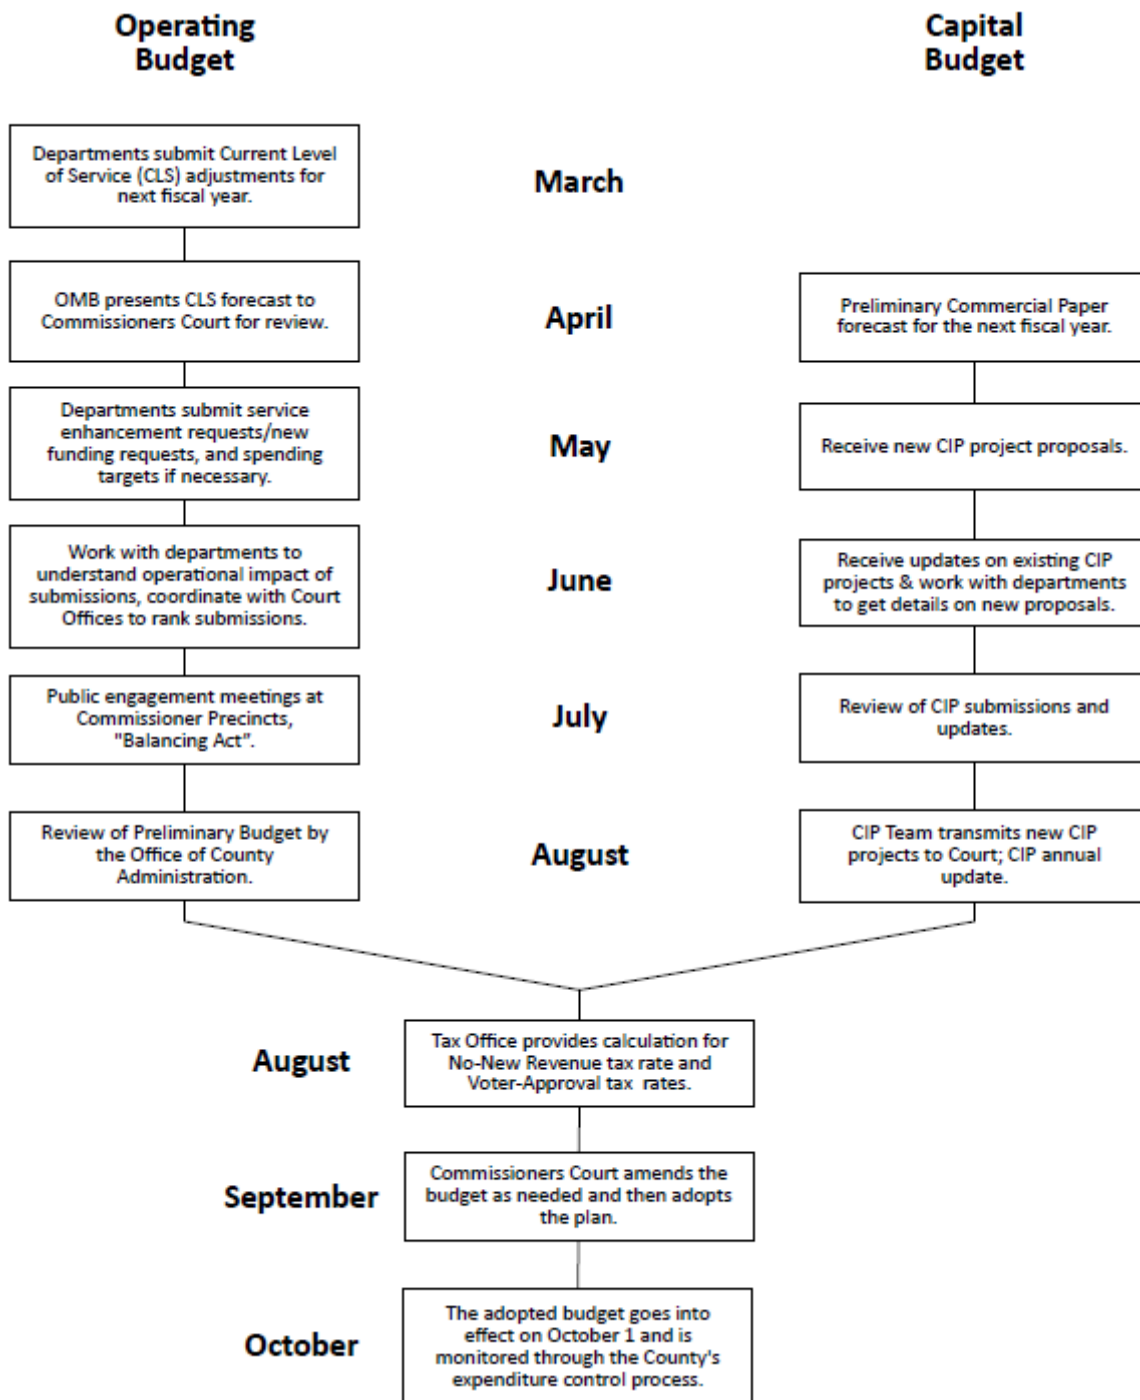 Operating
Budget
Capital
Budget
Departments submit Current Level
of Service (CLS) adjustments for
next fiscal year.
March
OMB presents CLS forecast to
Commissioners Court for review.
April
Preliminary Commercial Paper
forecast for the next fiscal year.
Departments submit service
enhancement requests/new
funding requests, and spending
targets if necessary.
May
Receive new CIP project proposals.
Work with departments to
understand operational impact of
submissions, coordinate with Court
Offices to rank submissions.
June
Receive updates on existing CIP
projects & work with departments
to get details on new proposals.
Public engagement meetings at
Commissioner Precincts,
"Balancing Act”.
July
Review of CIP submissions and
updates.
Review of Preliminary Budget by
the Office of County
Administration.
August
CIP Team transmits new CIP
projects to Court; CIP annual
update.
August
Tax Office provides calculation for
No-New Revenue tax rate and
Voter-Approval tax rates.
September
Commissioners Court amends the
budget as needed and then adopts
the plan.
October
The adopted budget goes into
effect on October 1 and is
monitored through the County's
expenditure control process.